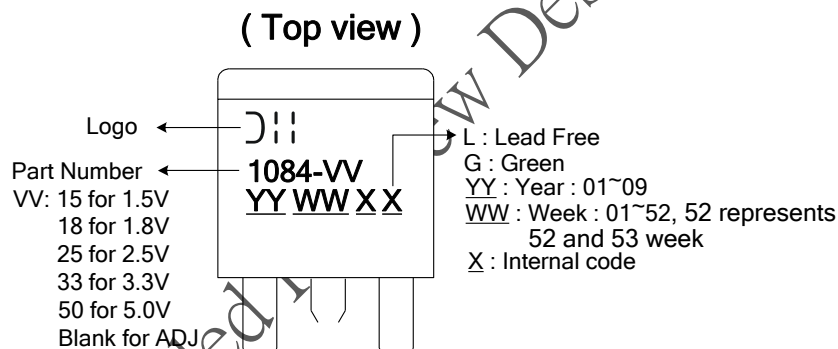 ( Top view )
Logo
1084-VV
YY WW X X
Part Number
VV: 15 for 1.5V
18 for 1.8V
25 for 2.5V
33 for 3.3V
50 for 5.0V
Blank for ADJ
L : Lead Free
G : Green
YY : Year : 01~09
WW : Week : 01~52, 52 represents
52 and 53 week
X : Internal code